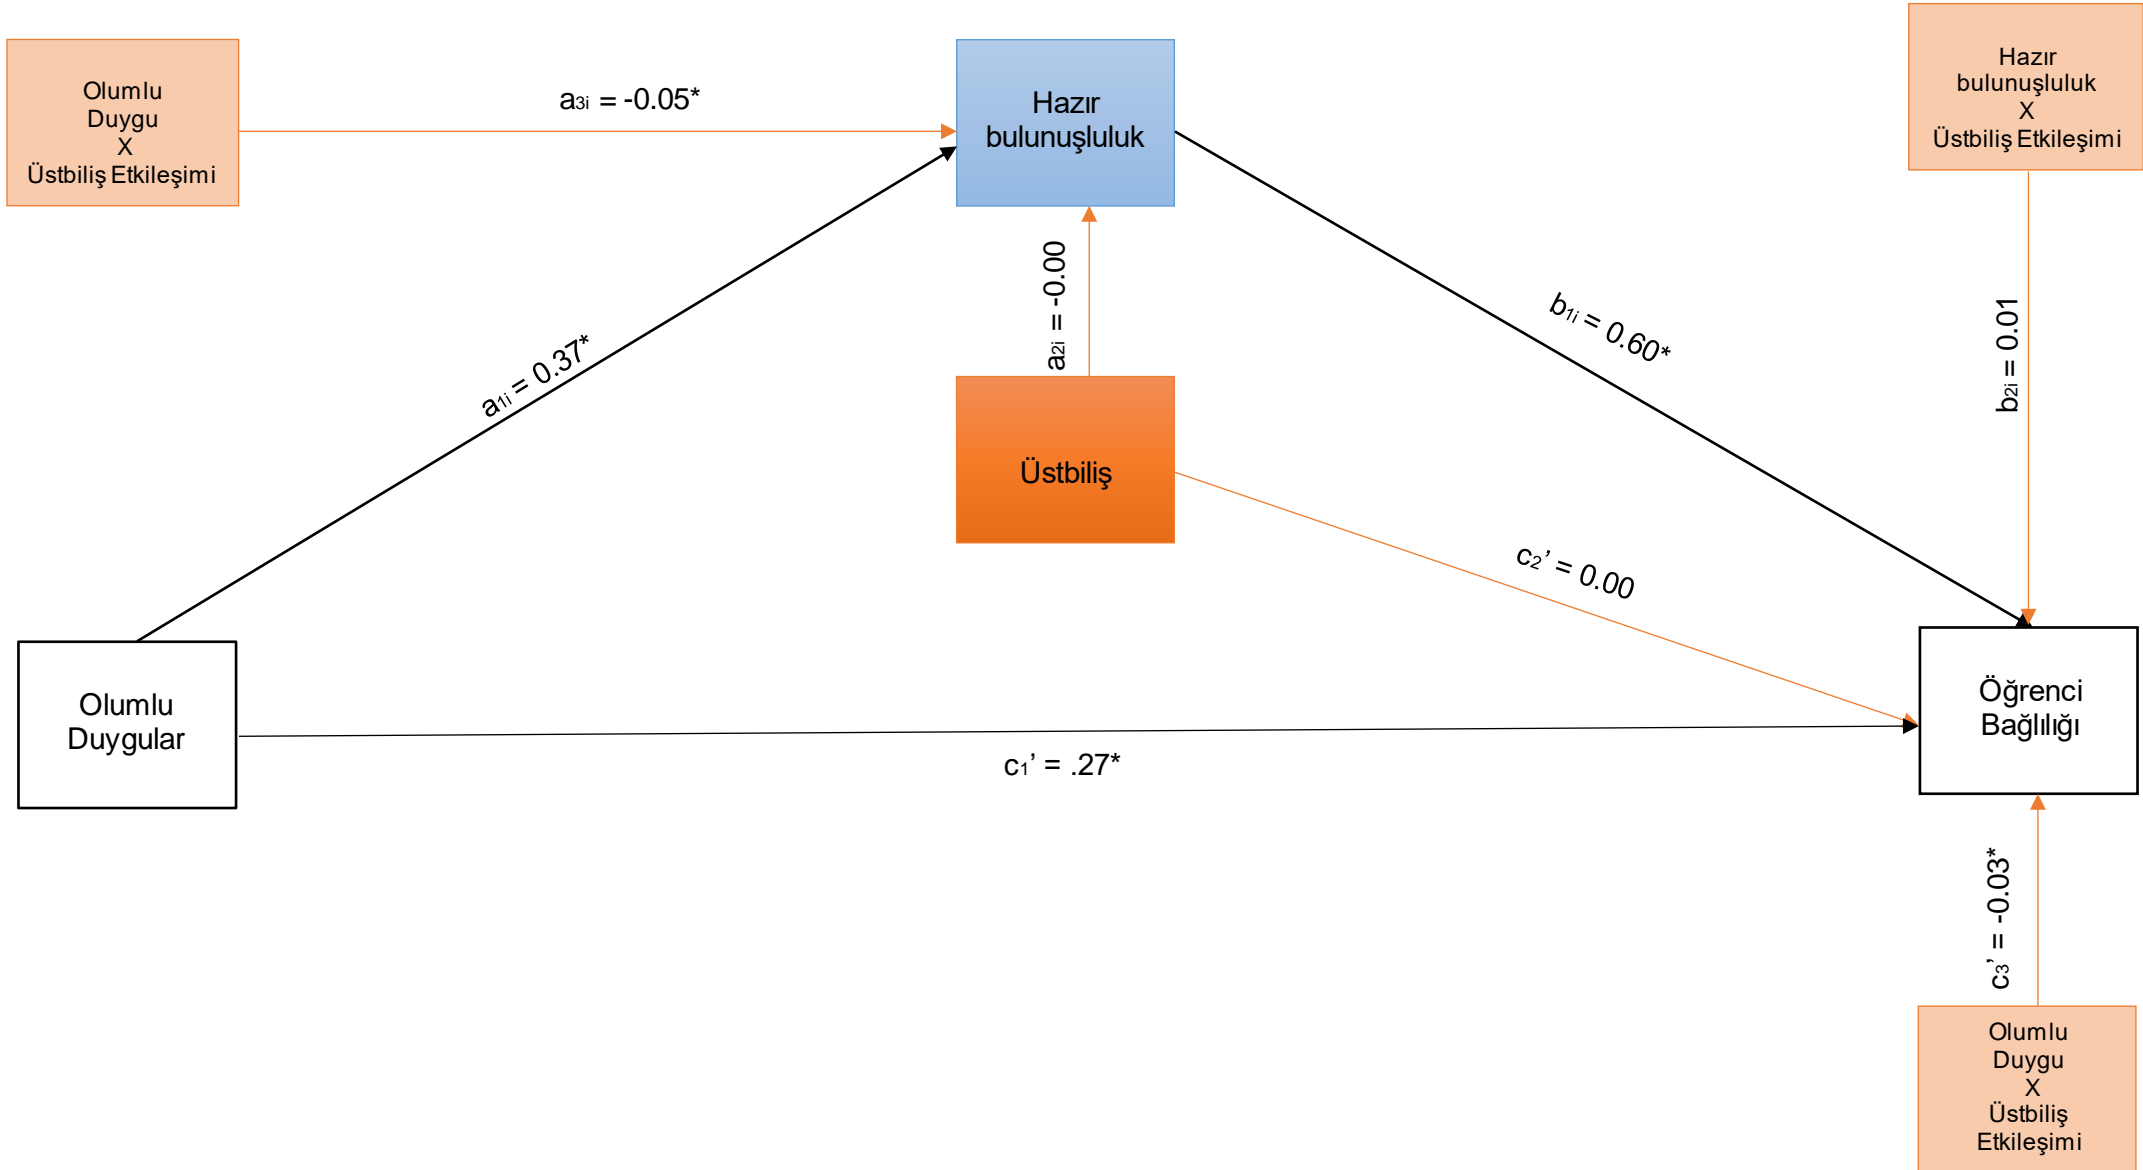 Olumlu
Duygu
X
Üstbiliş Etkileşimi
a3i = -0.05*
Hazır
bulunuşluluk
Hazır
bulunuşluluk
X
Üstbiliş Etkileşimi
a1i = 0.37*
a2i = -0.00
b1i = 0.60*
b2i = 0.01
Üstbiliş
c2’ = 0.00
Olumlu
Duygular
c1’ = .27*
Öğrenci
Bağlılığı
c3’ = -0.03*
Olumlu
Duygu
X
Üstbiliş
Etkileşimi